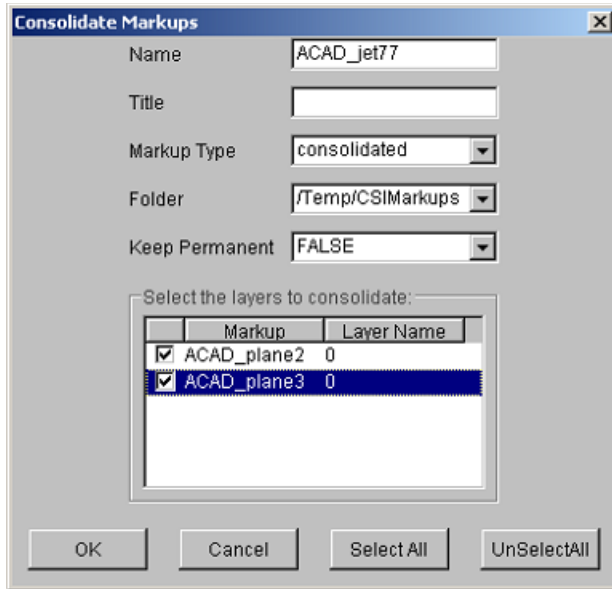 Consolidate Markups
Name ACAD_jet77
Title
Markup Type consolidated
Folder /Temp/CSIMarkups
Keep Permanent FALSE
Select the layers to consolidate:
Markup Layer Name
ACAD_plane2 0
ACAD_plane3 0
OK Cancel Select All UnSelectAll